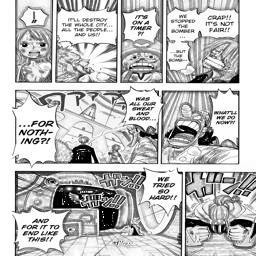 !
IT'LL DESTROY
THE WHOLE CITY...
ALL THE PEOPLE...
AND US!!
IT'S ON
A TIMER
?!
WE
STOPPED
THE
BOMBER
...
...BUT
THE
BOMB...
CRAP!!
IT'S NOT
FAIR!!
...FOR
NOTH-
ING?!
WAS
ALL OUR
SWEAT
AND
BLOOD...
WHAT'LL
WE DO
NOW?!
AND
FOR IT TO
END LIKE
THIS!!
WE
TRIED
SO
HARD!!